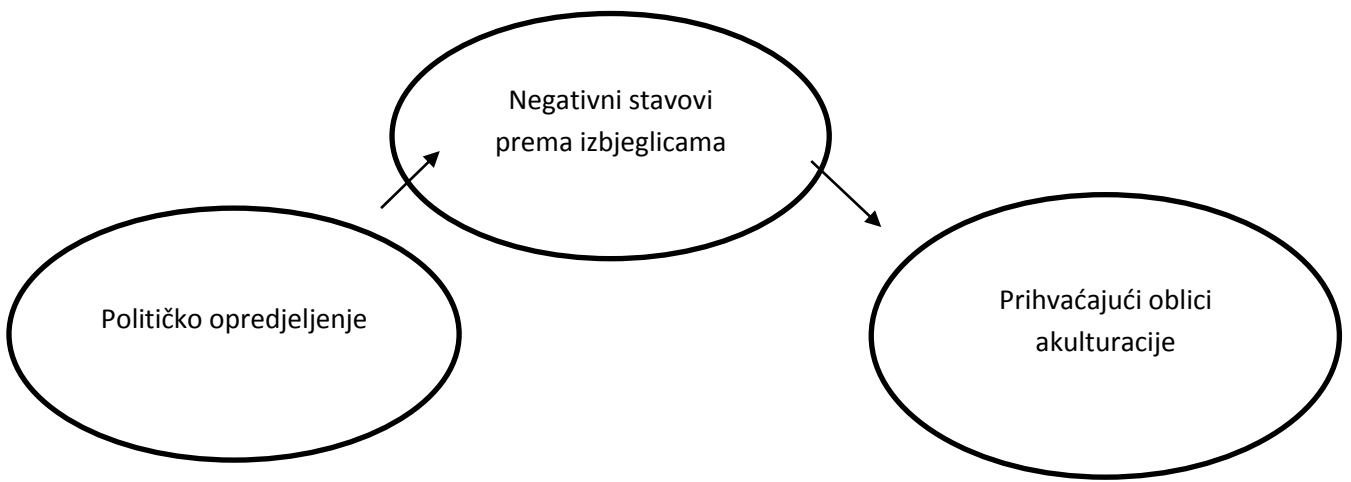 Negativni stavovi
prema izbjeglicama
Političko opredjeljenje
Prihvaćajući oblici
akulturacije